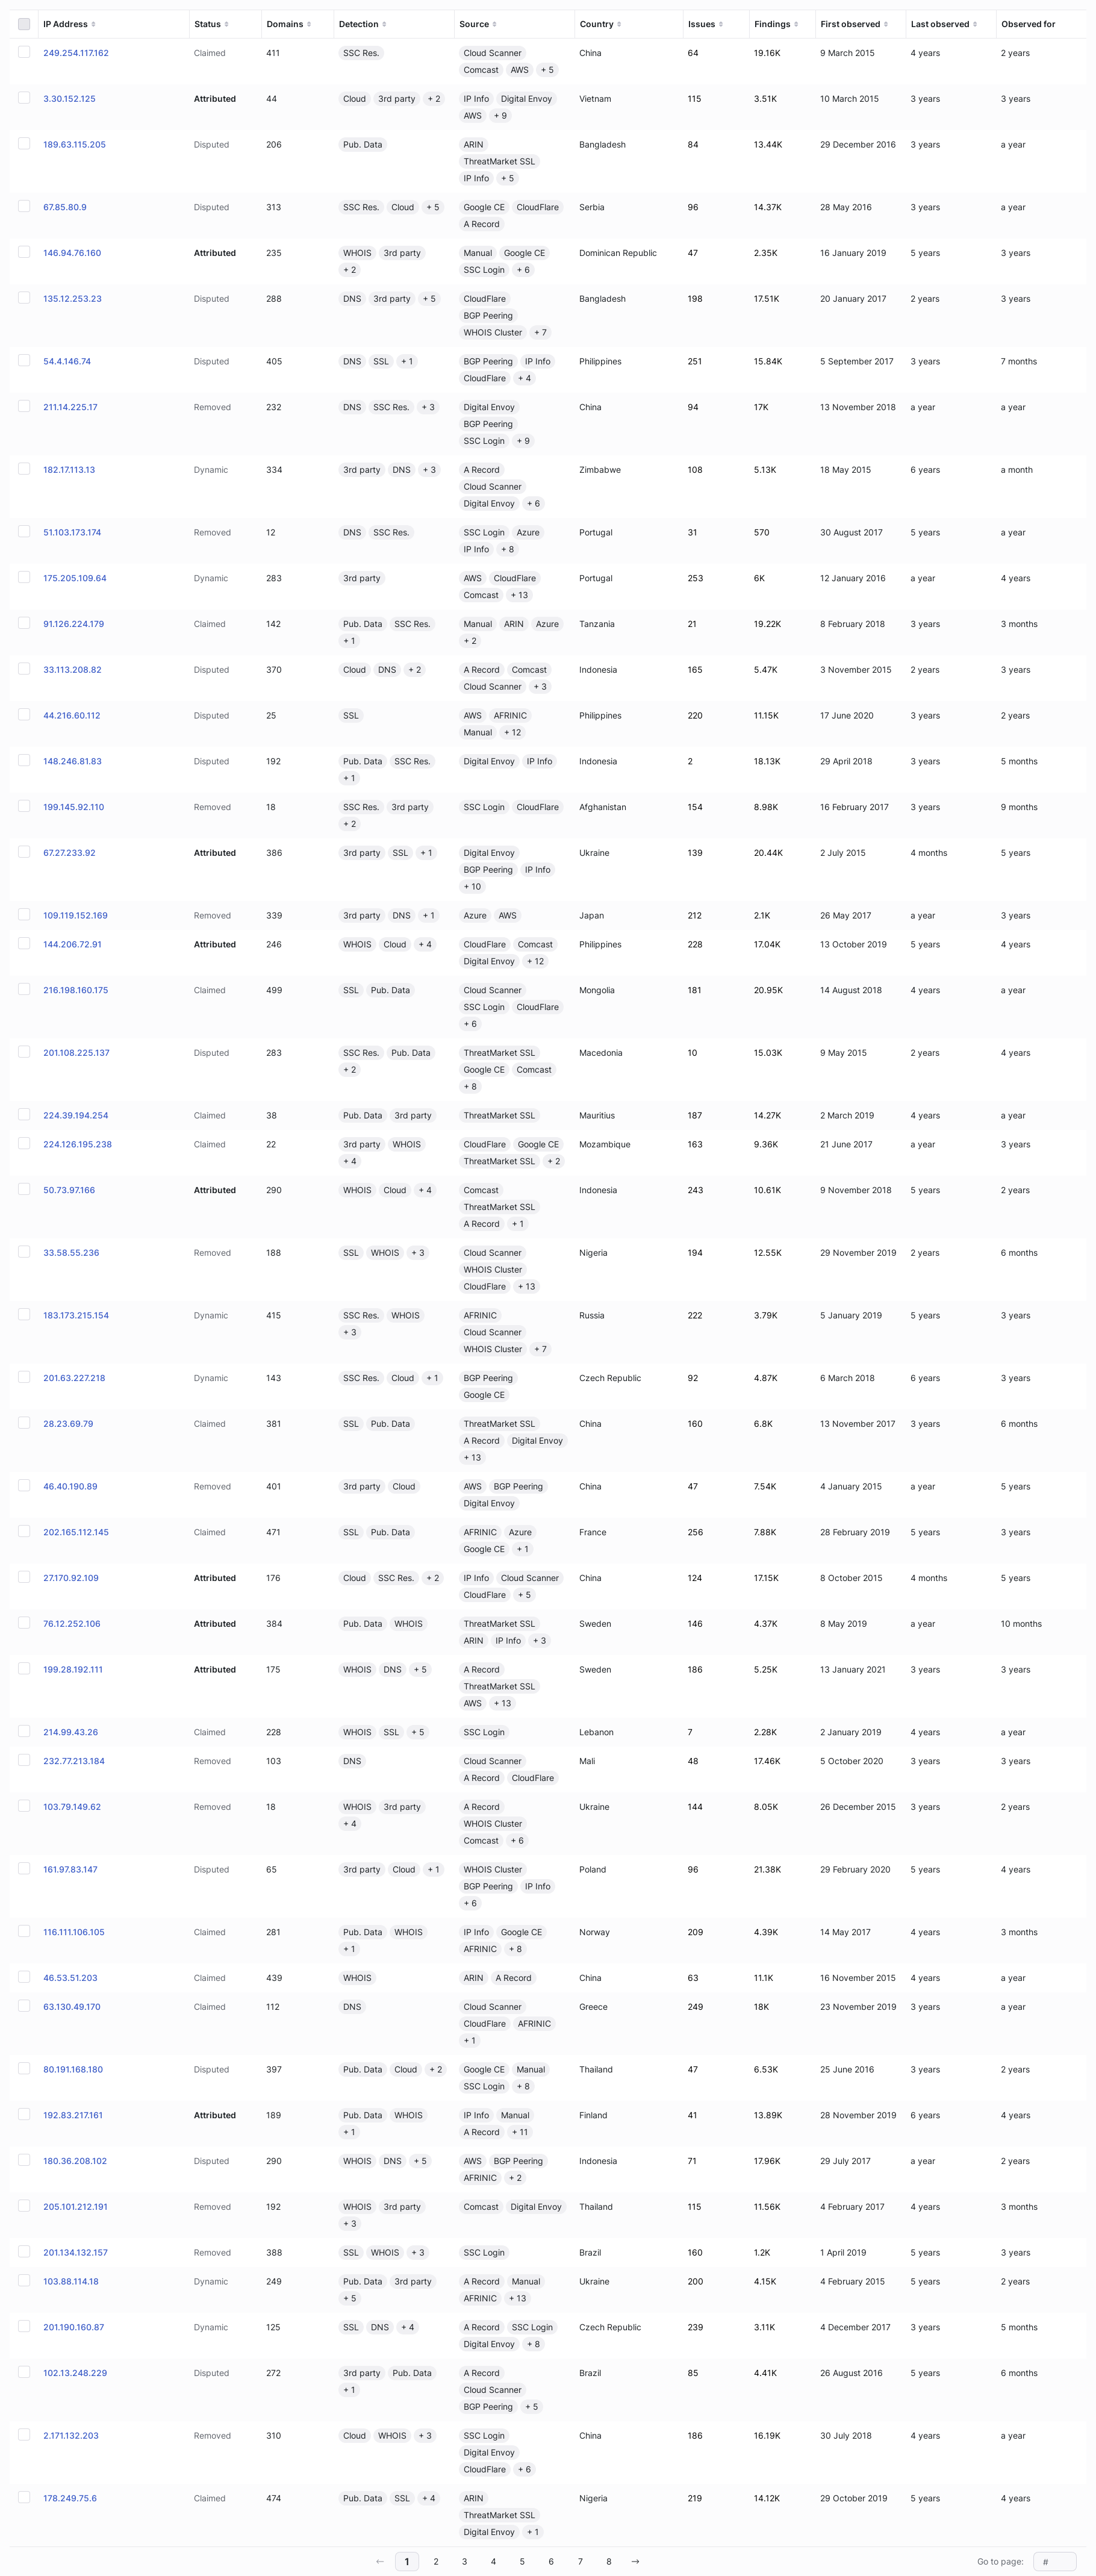 IP Address Status Domains Detection Source Country Issues Findings First observed Last observed Observed for
249.254.117.162 Claimed 411 SSC Res. Cloud Scanner China 64 19.16K 9 March 2015 4 years 2 years
Comcast AWS + 5
3.30.152.125 Attributed 44 Cloud 3rd party + 2 IP Info Digital Envoy Vietnam 115 3.51K 10 March 2015 3 years 3 years
AWS + 9
189.63.115.205 Disputed 206 Pub. Data ARIN Bangladesh 84 13.44K 29 December 2016 3 years a year
ThreatMarket SSL
IP Info + 5
67.85.80.9 Disputed 313 SSC Res. Cloud + 5 Google CE CloudFlare Serbia 96 14.37K 28 May 2016 3 years a year
A Record
146.94.76.160 Attributed 235 WHOIS 3rd party Manual Google CE Dominican Republic 47 2.35K 16 January 2019 5 years 3 years
+ 2 SSC Login + 6
135.12.253.23 Disputed 288 DNS 3rd party + 5 CloudFlare Bangladesh 198 17.51K 20 January 2017 2 years 3 years
BGP Peering
WHOIS Cluster + 7
54.4.146.74 Disputed 405 DNS SSL + 1 BGP Peering IP Info Philippines 251 15.84K 5 September 2017 3 years 7 months
CloudFlare + 4
211.14.225.17 Removed 232 DNS SSC Res. + 3 Digital Envoy China 94 17K 13 November 2018 a year a year
BGP Peering
SSC Login + 9
182.17.113.13 Dynamic 334 3rd party DNS + 3 A Record Zimbabwe 108 5.13K 18 May 2015 6 years a month
Cloud Scanner
Digital Envoy + 6
51.103.173.174 Removed 12 DNS SSC Res. SSC Login Azure Portugal 31 570 30 August 2017 5 years a year
IP Info + 8
175.205.109.64 Dynamic 283 3rd party AWS CloudFlare Portugal 253 6K 12 January 2016 a year 4 years
Comcast + 13
91.126.224.179 Claimed 142 Pub. Data SSC Res. Manual ARIN Azure Tanzania 21 19.22K 8 February 2018 3 years 3 months
+ 1 + 2
33.113.208.82 Disputed 370 Cloud DNS + 2 A Record Comcast Indonesia 165 5.47K 3 November 2015 2 years 3 years
Cloud Scanner + 3
44.216.60.112 Disputed 25 SSL AWS AFRINIC Philippines 220 11.15K 17 June 2020 3 years 2 years
Manual + 12
148.246.81.83 Disputed 192 Pub. Data SSC Res. Digital Envoy IP Info Indonesia 2 18.13K 29 April 2018 3 years 5 months
+ 1
199.145.92.110 Removed 18 SSC Res. 3rd party SSC Login CloudFlare Afghanistan 154 8.98K 16 February 2017 3 years 9 months
+ 2
67.27.233.92 Attributed 386 3rd party SSL + 1 Digital Envoy Ukraine 139 20.44K 2 July 2015 4 months 5 years
BGP Peering IP Info
+ 10
109.119.152.169 Removed 339 3rd party DNS + 1 Azure AWS Japan 212 2.1K 26 May 2017 a year 3 years
144.206.72.91 Attributed 246 WHOIS Cloud + 4 CloudFlare Comcast Philippines 228 17.04K 13 October 2019 5 years 4 years
Digital Envoy + 12
216.198.160.175 Claimed 499 SSL Pub. Data Cloud Scanner Mongolia 181 20.95K 14 August 2018 4 years a year
SSC Login CloudFlare
+ 6
201.108.225.137 Disputed 283 SSC Res. Pub. Data ThreatMarket SSL Macedonia 10 15.03K 9 May 2015 2 years 4 years
+ 2 Google CE Comcast
+ 8
224.39.194.254 Claimed 38 Pub. Data 3rd party ThreatMarket SSL Mauritius 187 14.27K 2 March 2019 4 years a year
224.126.195.238 Claimed 22 3rd party WHOIS CloudFlare Google CE Mozambique 163 9.36K 21 June 2017 a year 3 years
+ 4 ThreatMarket SSL + 2
50.73.97.166 Attributed 290 WHOIS Cloud + 4 Comcast Indonesia 243 10.61K 9 November 2018 5 years 2 years
ThreatMarket SSL
A Record + 1
33.58.55.236 Removed 188 SSL WHOIS + 3 Cloud Scanner Nigeria 194 12.55K 29 November 2019 2 years 6 months
WHOIS Cluster
CloudFlare + 13
183.173.215.154 Dynamic 415 SSC Res. WHOIS AFRINIC Russia 222 3.79K 5 January 2019 5 years 3 years
+ 3 Cloud Scanner
WHOIS Cluster + 7
201.63.227.218 Dynamic 143 SSC Res. Cloud + 1 BGP Peering Czech Republic 92 4.87K 6 March 2018 6 years 3 years
Google CE
28.23.69.79 Claimed 381 SSL Pub. Data ThreatMarket SSL China 160 6.8K 13 November 2017 3 years 6 months
A Record Digital Envoy
+ 13
46.40.190.89 Removed 401 3rd party Cloud AWS BGP Peering China 47 7.54K 4 January 2015 a year 5 years
Digital Envoy
202.165.112.145 Claimed 471 SSL Pub. Data AFRINIC Azure France 256 7.88K 28 February 2019 5 years 3 years
Google CE + 1
27.170.92.109 Attributed 176 Cloud SSC Res. + 2 IP Info Cloud Scanner China 124 17.15K 8 October 2015 4 months 5 years
CloudFlare + 5
76.12.252.106 Attributed 384 Pub. Data WHOIS ThreatMarket SSL Sweden 146 4.37K 8 May 2019 a year 10 months
ARIN IP Info + 3
199.28.192.111 Attributed 175 WHOIS DNS + 5 A Record Sweden 186 5.25K 13 January 2021 3 years 3 years
ThreatMarket SSL
AWS + 13
214.99.43.26 Claimed 228 WHOIS SSL + 5 SSC Login Lebanon 7 2.28K 2 January 2019 4 years a year
232.77.213.184 Removed 103 DNS Cloud Scanner Mali 48 17.46K 5 October 2020 3 years 3 years
A Record CloudFlare
103.79.149.62 Removed 18 WHOIS 3rd party A Record Ukraine 144 8.05K 26 December 2015 3 years 2 years
+ 4 WHOIS Cluster
Comcast + 6
161.97.83.147 Disputed 65 3rd party Cloud + 1 WHOIS Cluster Poland 96 21.38K 29 February 2020 5 years 4 years
BGP Peering IP Info
+ 6
116.111.106.105 Claimed 281 Pub. Data WHOIS IP Info Google CE Norway 209 4.39K 14 May 2017 4 years 3 months
+ 1 AFRINIC + 8
46.53.51.203 Claimed 439 WHOIS ARIN A Record China 63 11.1K 16 November 2015 4 years a year
63.130.49.170 Claimed 112 DNS Cloud Scanner Greece 249 18K 23 November 2019 3 years a year
CloudFlare AFRINIC
+ 1
80.191.168.180 Disputed 397 Pub. Data Cloud + 2 Google CE Manual Thailand 47 6.53K 25 June 2016 3 years 2 years
SSC Login + 8
192.83.217.161 Attributed 189 Pub. Data WHOIS IP Info Manual Finland 41 13.89K 28 November 2019 6 years 4 years
+ 1 A Record + 11
180.36.208.102 Disputed 290 WHOIS DNS + 5 AWS BGP Peering Indonesia 71 17.96K 29 July 2017 a year 2 years
AFRINIC + 2
205.101.212.191 Removed 192 WHOIS 3rd party Comcast Digital Envoy Thailand 115 11.56K 4 February 2017 4 years 3 months
+ 3
201.134.132.157 Removed 388 SSL WHOIS + 3 SSC Login Brazil 160 1.2K 1 April 2019 5 years 3 years
103.88.114.18 Dynamic 249 Pub. Data 3rd party A Record Manual Ukraine 200 4.15K 4 February 2015 5 years 2 years
+ 5 AFRINIC + 13
201.190.160.87 Dynamic 125 SSL DNS + 4 A Record SSC Login Czech Republic 239 3.11K 4 December 2017 3 years 5 months
Digital Envoy + 8
102.13.248.229 Disputed 272 3rd party Pub. Data A Record Brazil 85 4.41K 26 August 2016 5 years 6 months
+ 1 Cloud Scanner
BGP Peering + 5
2.171.132.203 Removed 310 Cloud WHOIS + 3 SSC Login China 186 16.19K 30 July 2018 4 years a year
Digital Envoy
CloudFlare + 6
178.249.75.6 Claimed 474 Pub. Data SSL + 4 ARIN Nigeria 219 14.12K 29 October 2019 5 years 4 years
ThreatMarket SSL
Digital Envoy + 1
← 1 2 3 4 5 6 7 8 → Go to page: #